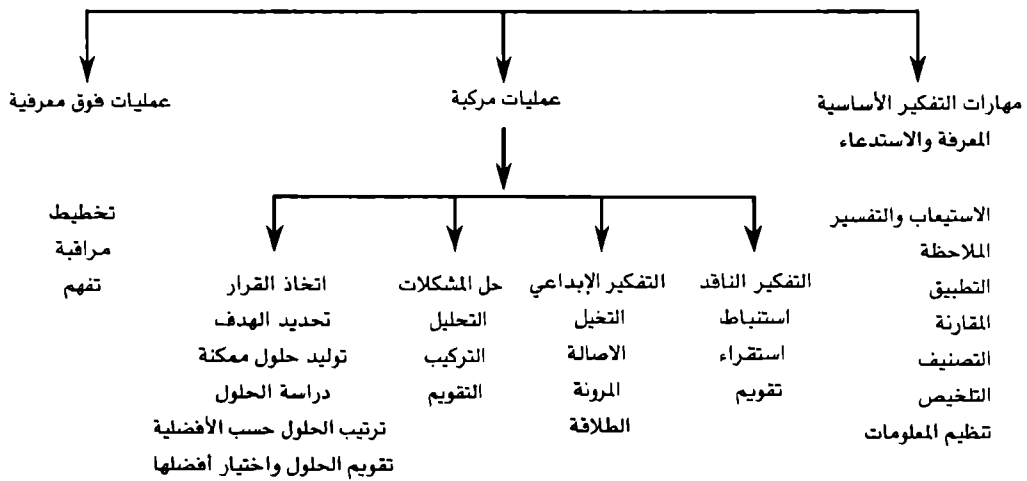 مهارات التفكير الأساسية
المعرفة والاستدعاء
الاستيعاب والتفسير
الملاحظة
التطبيق
المقارنة
التصنيف
التلخيص
تنظيم المعلومات
عمليات مركبة
التفكير الناقد
استنباط
استقراء
تقويم
التفكير الإبداعي
التخيل
الاصالة
المرونة
الطلاقة
حل المشكلات
التحليل
التركيب
التقويم
اتخاذ القرار
تحديد الهدف
توليد حلول ممكنة
دراسة الحلول
ترتيب الحلول حسب الأفضلية
تقويم الحلول واختيار أفضلها
عمليات فوق معرفية
تخطيط
مراقبة
تفهم